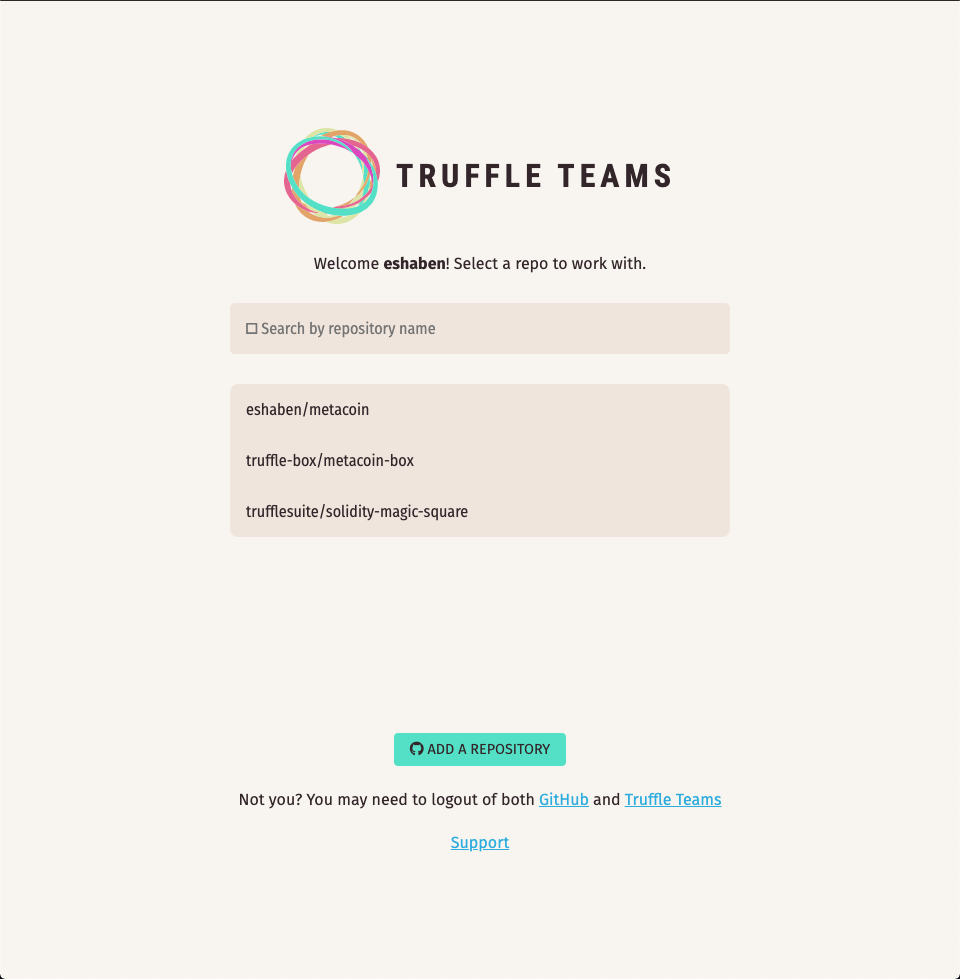 TRUFFLE TEAMS
Welcome eshaben! Select a repo to work with.
Search by repository name
eshaben/metacoin
truffle-box/metacoin-box
trufflesuite/solidity-magic-square
ADD A REPOSITORY
Not you? You may need to logout of both GitHub and Truffle Teams
Support